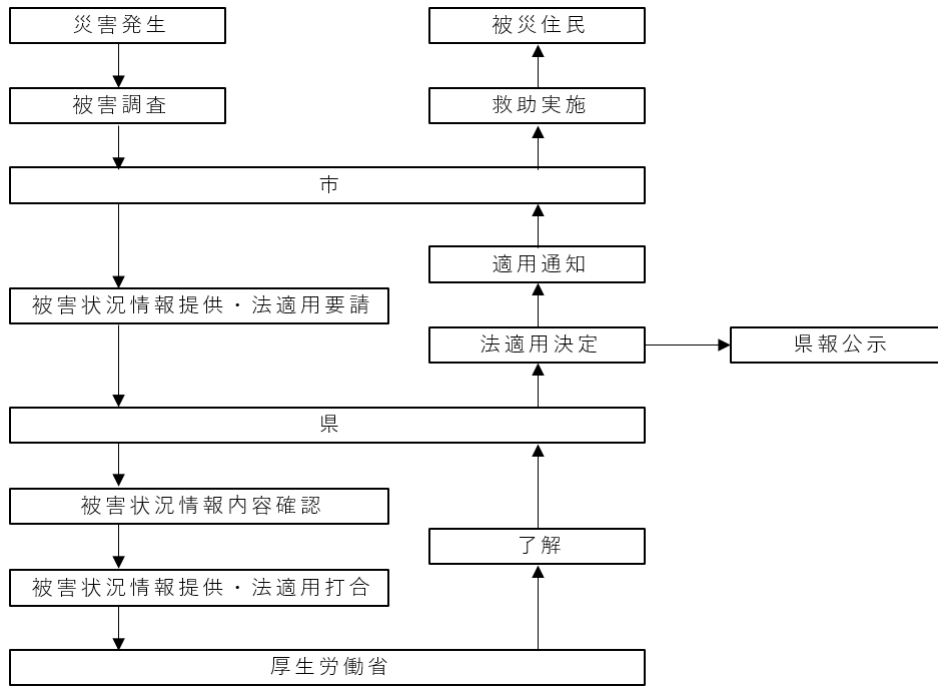 災害発生
被災住民
被害調査
救助実施
市
適用通知
被害状況情報提供・法適用要請
法適用決定
県報公示
県
被害状況情報内容確認
了解
被害状況情報提供・法適用打合
厚生労働省